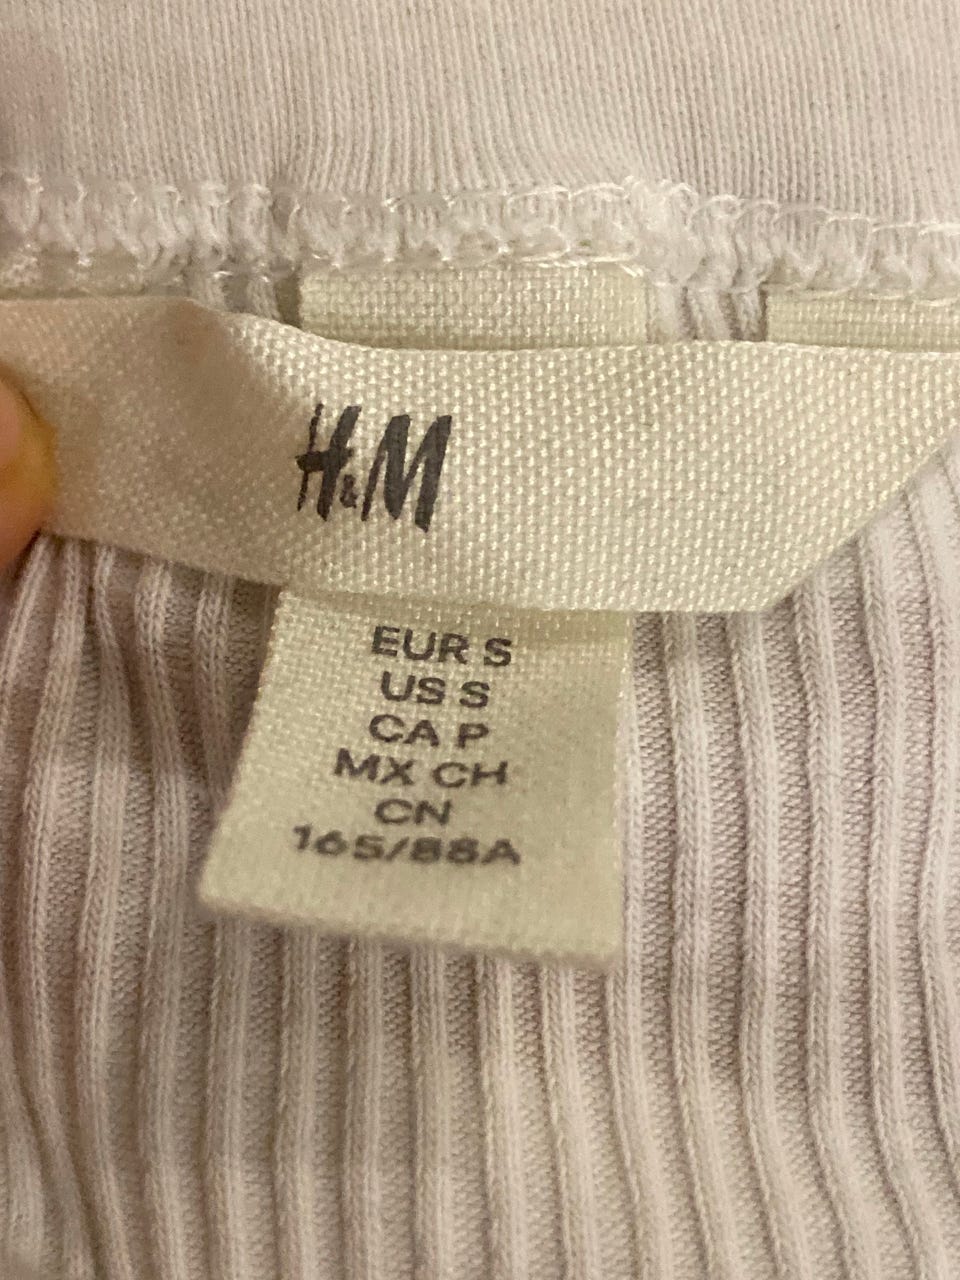 H&M
EUR S
US S
CA P
MX CH
CN
165/88A